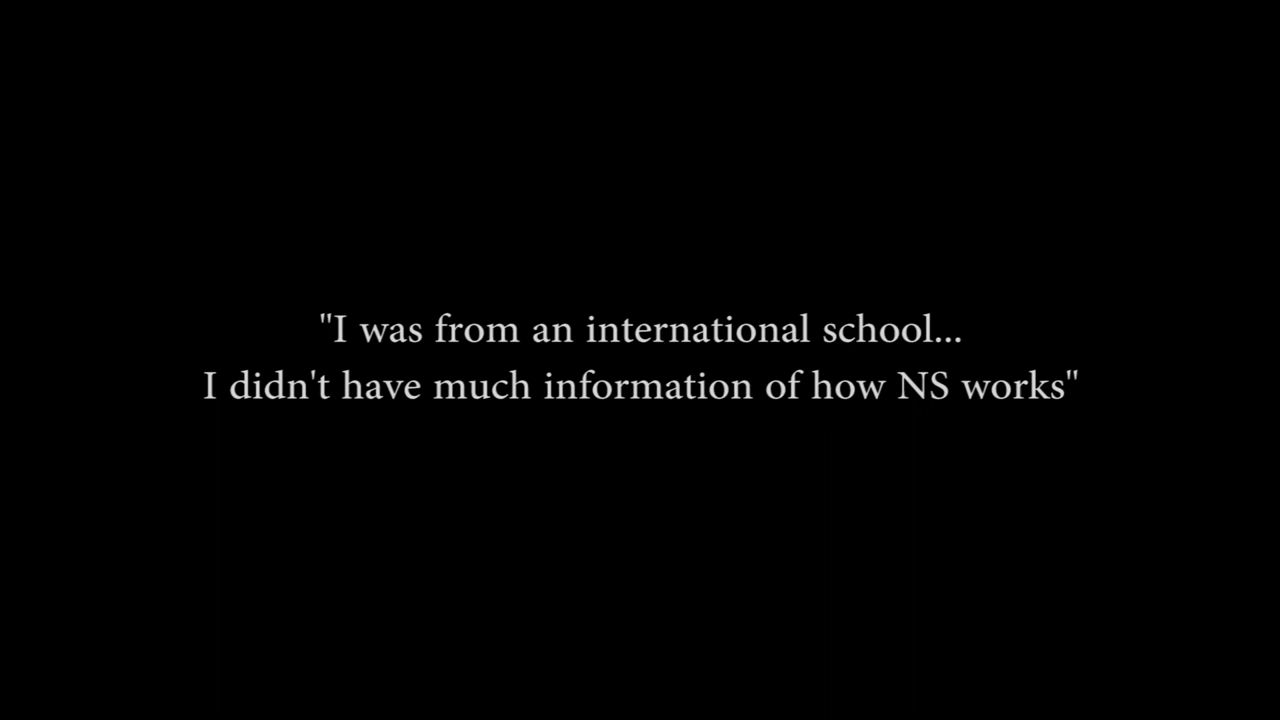 "I was from an international school...
I didn't have much information of how NS works"